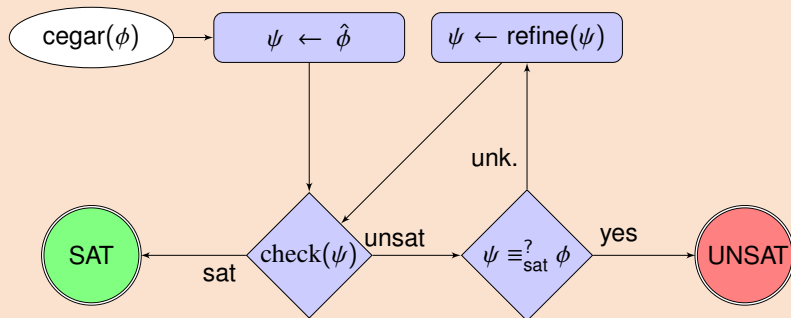 cegar(ϕ)
ψ ← ϕ̂
ψ ← refine(ψ)
unk.
SAT
sat
check(ψ)
unsat
ψ ≡?sat ϕ
yes
UNSAT